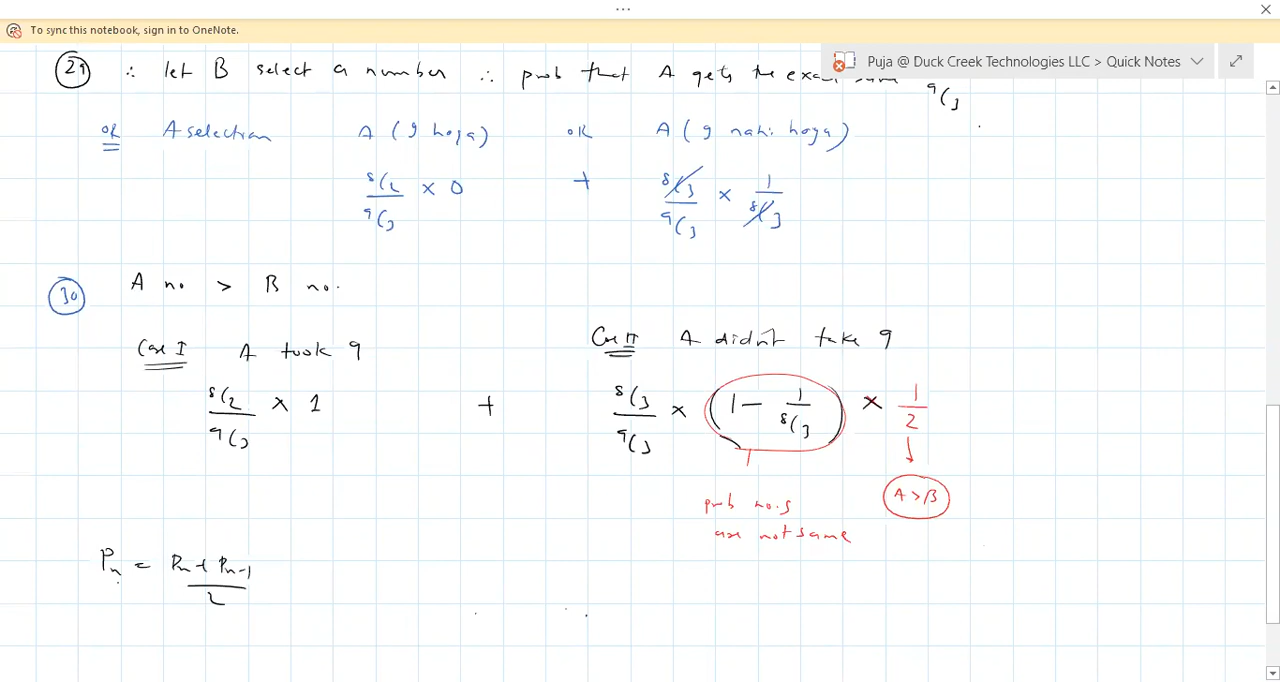 ...
To sync this notebook, sign in to OneNote.
Puja @ Duck Creek Technologies LLC > Quick Notes
29 ∴ let B select a number ∴ prob that A gets the exact same
9C3
OR A selection A (9 hoga) OR A (9 nahi hoga)
8C2/9C3 × 0 + 8C3/9C3 × 1/8C3
30 A no > B no.
Case I A took 9 Case II A didn't take 9
8C2/9C3 × 1 + 8C3/9C3 × (1 − 1/8C3) × 1/2
A > B
prob no.s
are not same
Pn = Pn + Pn-1 / 2